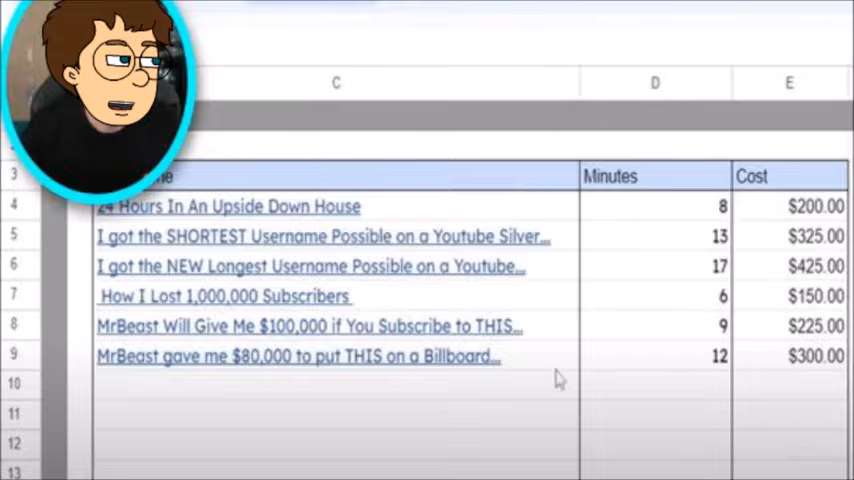 C D E
3 Minutes Cost
4 24 Hours In An Upside Down House 8 $200.00
5 I got the SHORTEST Username Possible on a Youtube Silver... 13 $325.00
6 I got the NEW Longest Username Possible on a Youtube... 17 $425.00
7 How I Lost 1,000,000 Subscribers 6 $150.00
8 MrBeast Will Give Me $100,000 if You Subscribe to THIS... 9 $225.00
9 MrBeast gave me $80,000 to put THIS on a Billboard... 12 $300.00
10
11
12
13